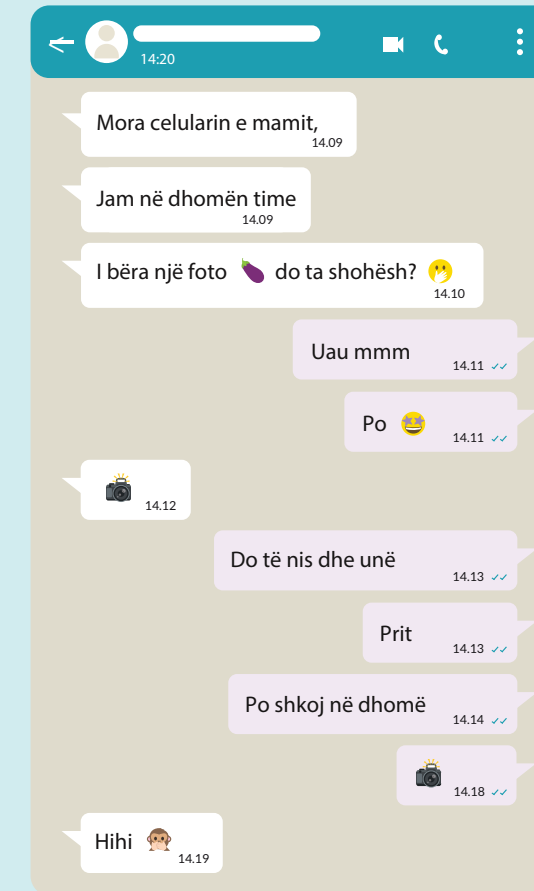 14:20
Mora celularin e mamit,
14.09
Jam në dhomën time
14.09
I bëra një foto 🍆 do ta shohësh? 🫢
14.10
Uau mmm
14.11
Po 🤩
14.11
📸
14.12
Do të nis dhe unë
14.13
Prit
14.13
Po shkoj në dhomë
14.14
📸
14.18
Hihi 🙊
14.19